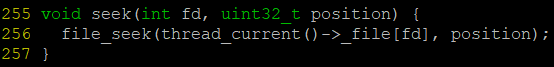 255 void seek(int fd, uint32_t position) {
256   file_seek(thread_current()->_file[fd], position);
257 }